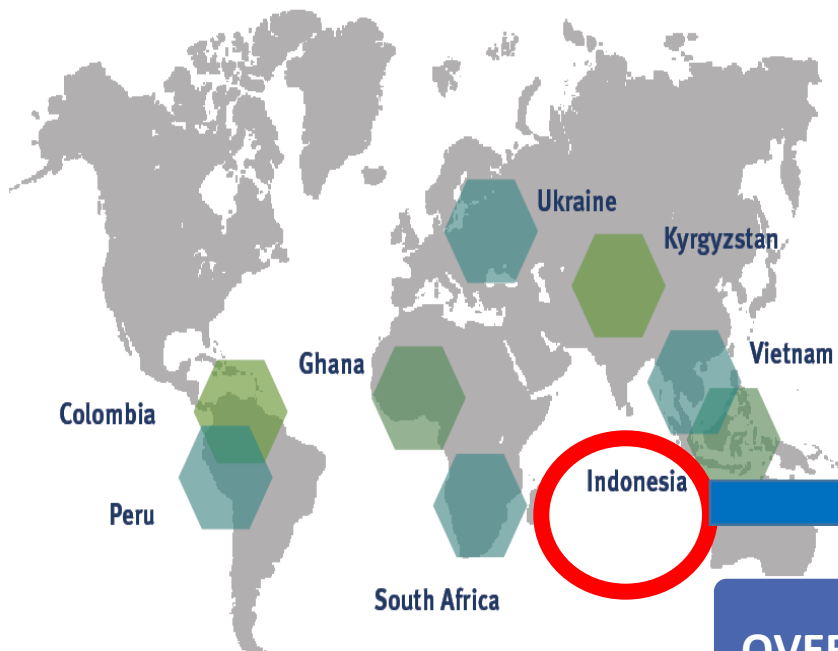 Ukraine
Kyrgyzstan
Vietnam
Ghana
Colombia
Indonesia
Peru
South Africa